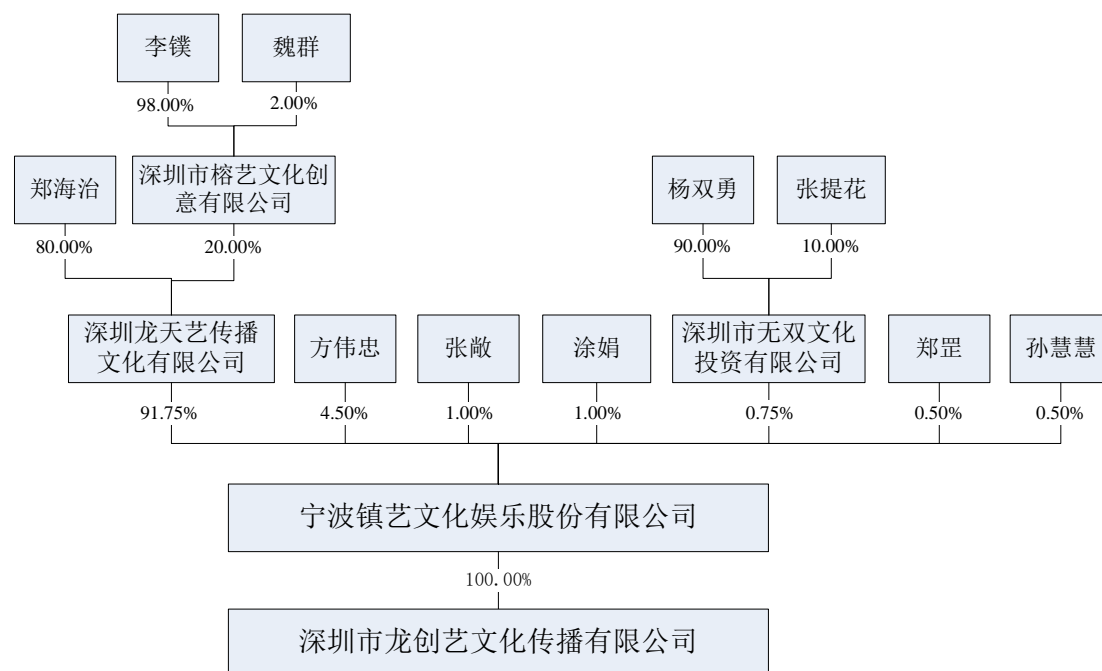 李镤
魏群
98.00%
2.00%
郑海治
深圳市榕艺文化创
意有限公司
杨双勇
张提花
80.00%
20.00%
90.00%
10.00%
深圳龙天艺传播
文化有限公司
方伟忠
张敞
涂娟
深圳市无双文化
投资有限公司
郑罡
孙慧慧
91.75%
4.50%
1.00%
1.00%
0.75%
0.50%
0.50%
宁波镇艺文化娱乐股份有限公司
100.00%
深圳市龙创艺文化传播有限公司